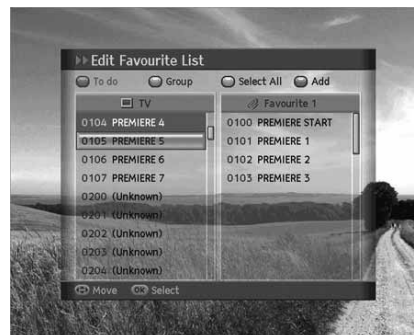 Edit Favourite List
To do Group Select All Add
TV
0104 PREMIERE 4
0105 PREMIERE 5
0106 PREMIERE 6
0107 PREMIERE 7
0200 (Unknown)
0201 (Unknown)
0202 (Unknown)
0203 (Unknown)
0204 (Unknown)
Favourite 1
0100 PREMIERE START
0101 PREMIERE 1
0102 PREMIERE 2
0103 PREMIERE 3
Move OK Select